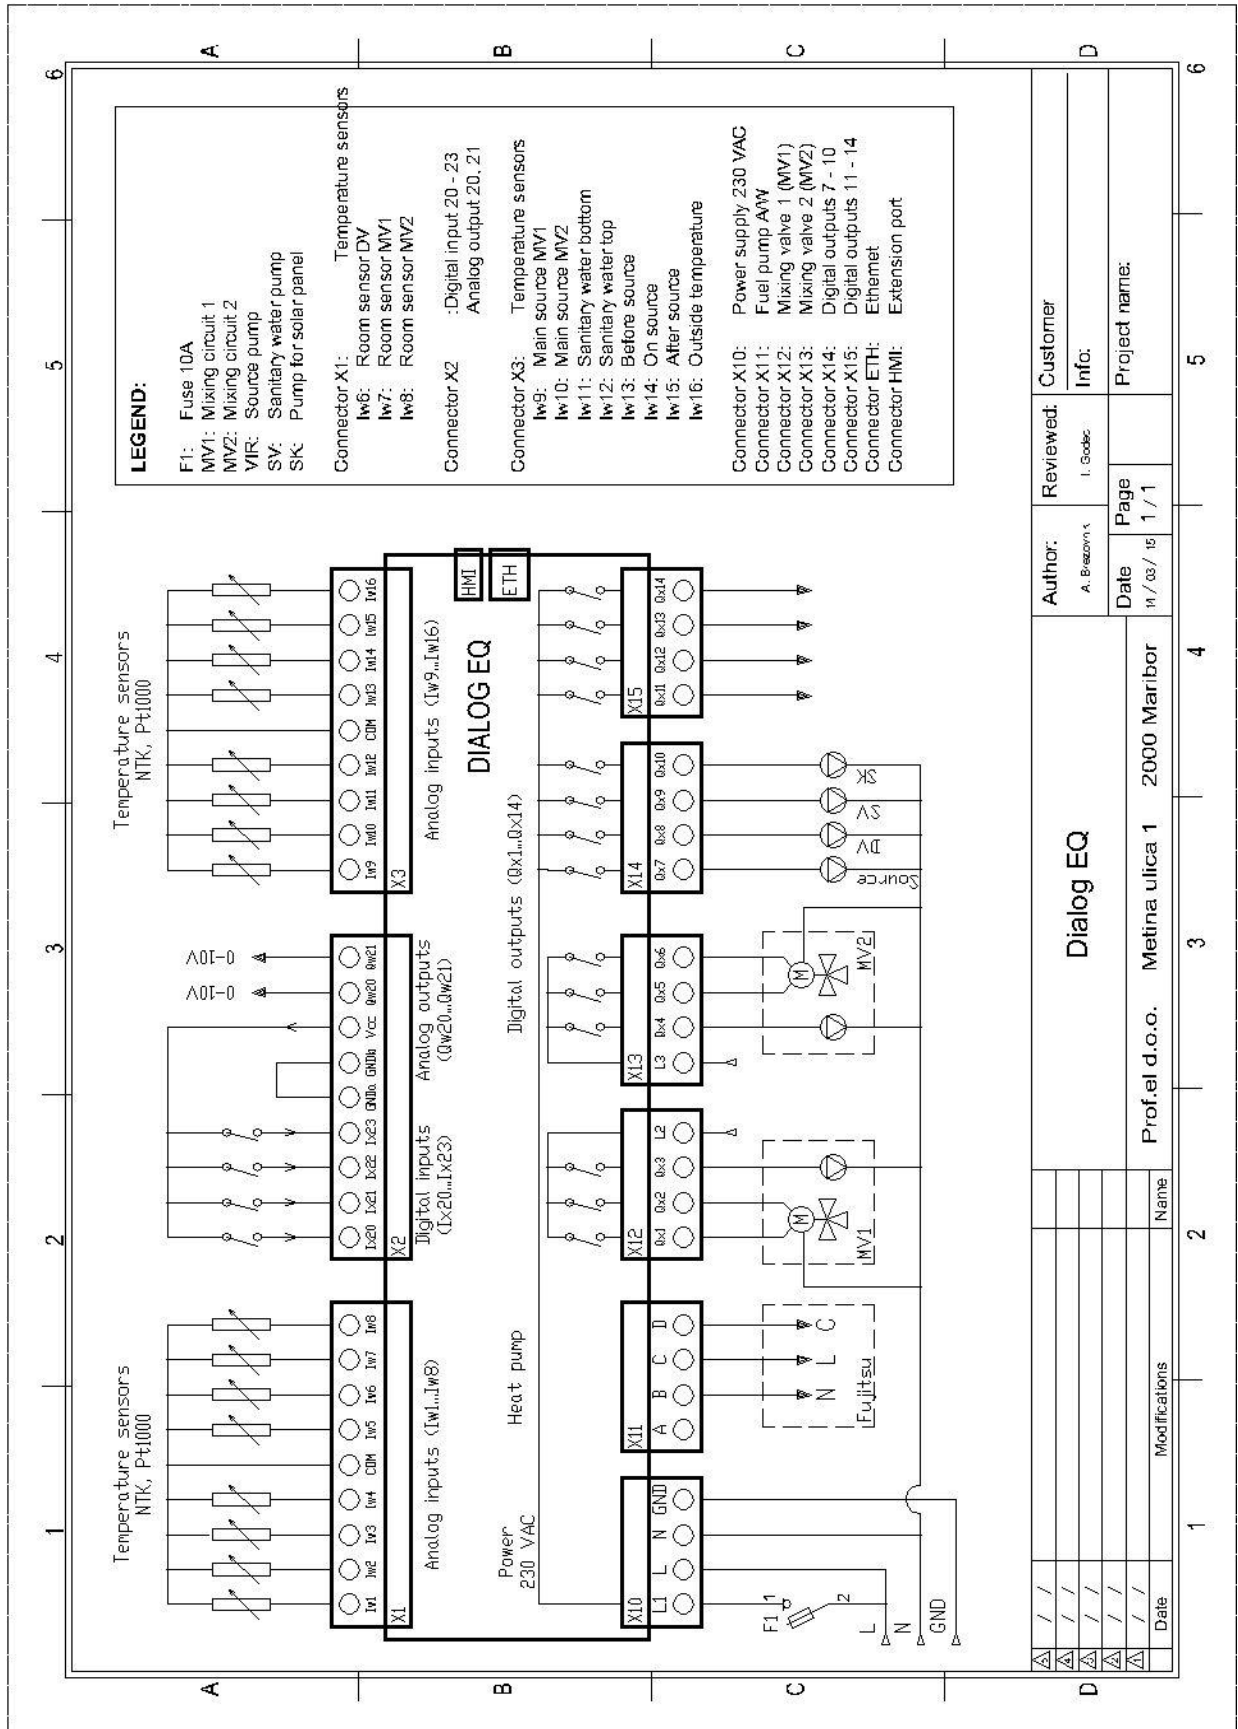 1
2
3
4
5
6
A
Temperature sensors
NTK, Pt1000
0-10V
0-10V
Temperature sensors
NTK, Pt1000
A
Iw1 Iw2 Iw3 Iw4 COM Iw5 Iw6 Iw7 Iw8
X1
Analog inputs (Iw1...Iw8)
Ix20 Ix21 Ix22 Ix23 GNDa GNDb Vcc Qw20 Qw21
X2
Digital inputs
(Ix20...Ix23)
Analog outputs
(Qw20...Qw21)
Iw9 Iw10 Iw11 Iw12 COM Iw13 Iw14 Iw15 Iw16
X3
Analog inputs (Iw9...Iw16)
HMI
ETH
DIALOG EQ
B
B
Power
230 VAC
Heat pump
Digital outputs (Qx1...Qx14)
X10
L1 L N GND
X11
A B C D
X12
Qx1 Qx2 Qx3 L2
X13
L3 Qx4 Qx5 Qx6
X14
Qx7 Qx8 Qx9 Qx10
X15
Qx11 Qx12 Qx13 Qx14
C
C
F1 1
2
L
N
GND
N L C
Fujitsu
M
MV1
M
MV2
Source
DV
SV
SK
LEGEND:
F1: Fuse 10A
MV1: Mixing circuit 1
MV2: Mixing circuit 2
VIR: Source pump
SV: Sanitary water pump
SK: Pump for solar panel
Connector X1: Temperature sensors
Iw6: Room sensor DV
Iw7: Room sensor MV1
Iw8: Room sensor MV2
Connector X2 :Digital input 20 - 23
Analog output 20, 21
Connector X3: Temperature sensors
Iw9: Main source MV1
Iw10: Main source MV2
Iw11: Sanitary water bottom
Iw12: Sanitary water top
Iw13: Before source
Iw14: On source
Iw15: After source
Iw16: Outside temperature
Connector X10: Power supply 230 VAC
Connector X11: Fuel pump A/W
Connector X12: Mixing valve 1 (MV1)
Connector X13: Mixing valve 2 (MV2)
Connector X14: Digital outputs 7 - 10
Connector X15: Digital outputs 11 - 14
Connector ETH: Ethernet
Connector HMI: Extension port
D
D
5 / /
4 / /
3 / /
2 / /
1 / /
Date Modifications Name
Dialog EQ
Prof.el d.o.o. Metina ulica 1 2000 Maribor
Author:
A. Brezovnk
Reviewed:
I. Godec
Date
14 / 03 / 15
Page
1 / 1
Customer
Info:
Project name:
1
2
3
4
5
6